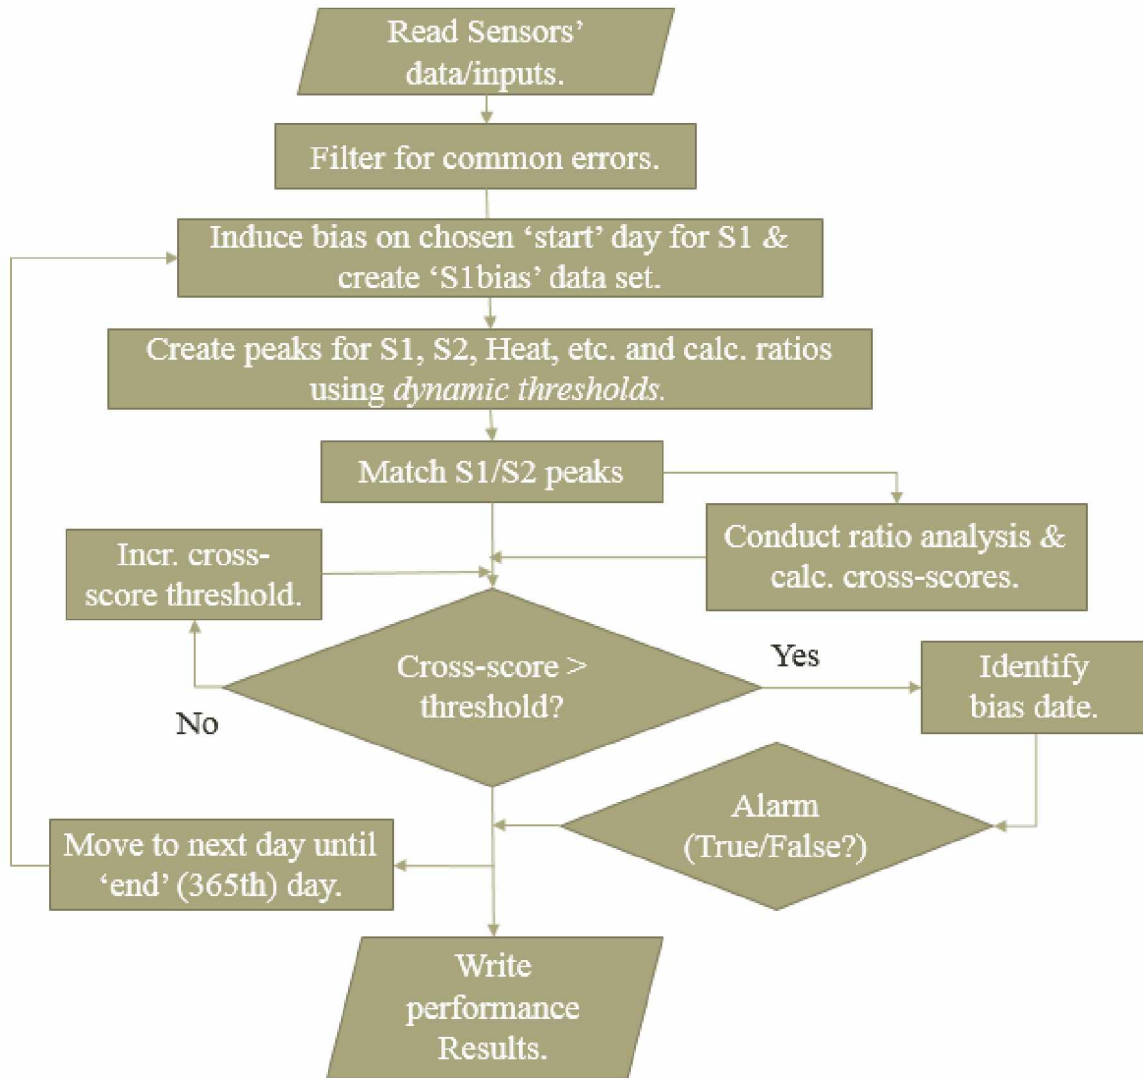 Read Sensors’
data/inputs.
Filter for common errors.
Induce bias on chosen ‘start’ day for S1 &
create ‘S1bias’ data set.
Create peaks for S1, S2, Heat, etc. and calc. ratios
using dynamic thresholds.
Match S1/S2 peaks
Conduct ratio analysis &
calc. cross-scores.
Incr. cross-
score threshold.
Cross-score >
threshold?
Yes
No
Identify
bias date.
Alarm
(True/False?)
Move to next day until
‘end’ (365th) day.
Write
performance
Results.